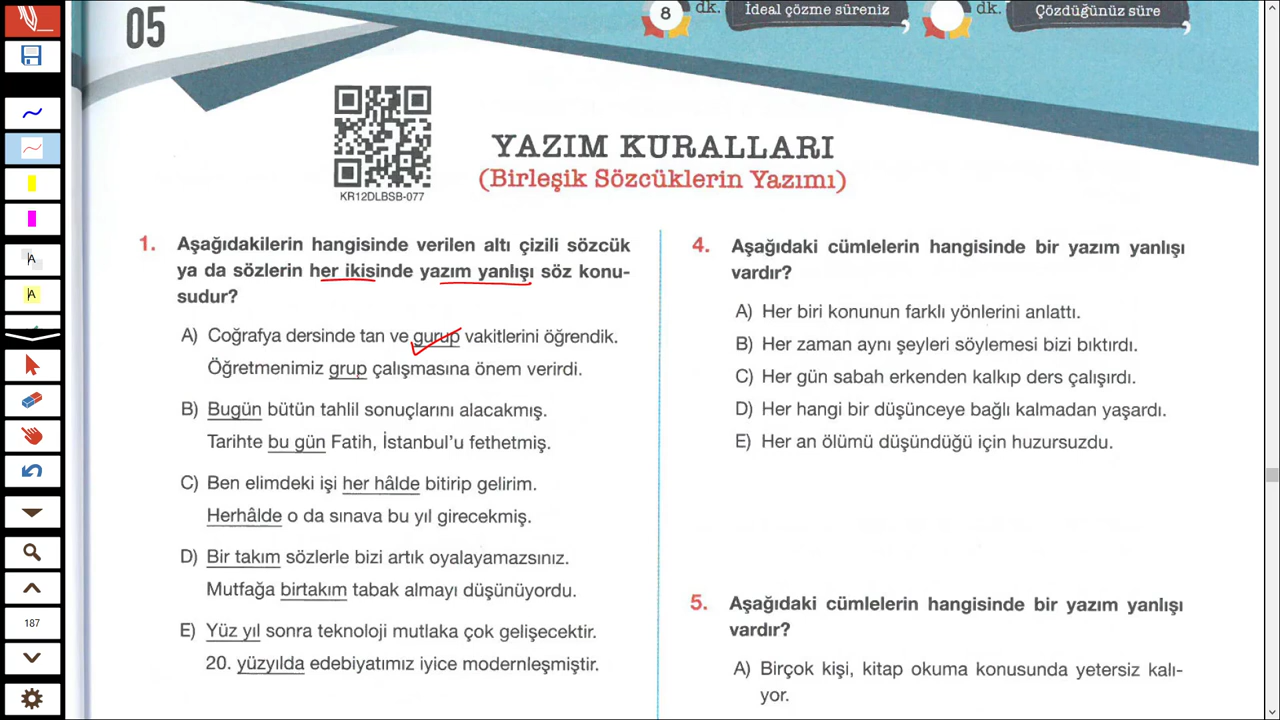 05
8
dk.
İdeal çözme süreniz
dk.
Çözdüğünüz süre
KR12DLBSB-077
YAZIM KURALLARI
(Birleşik Sözcüklerin Yazımı)
1. Aşağıdakilerin hangisinde verilen altı çizili sözcük
ya da sözlerin her ikisinde yazım yanlışı söz konu-
sudur?
A) Coğrafya dersinde tan ve gurup vakitlerini öğrendik.
Öğretmenimiz grup çalışmasına önem verirdi.
B) Bugün bütün tahlil sonuçlarını alacakmış.
Tarihte bu gün Fatih, İstanbul’u fethetmiş.
C) Ben elimdeki işi her hâlde bitirip gelirim.
Herhâlde o da sınava bu yıl girecekmiş.
D) Bir takım sözlerle bizi artık oyalayamazsınız.
Mutfağa birtakım tabak almayı düşünüyordu.
E) Yüz yıl sonra teknoloji mutlaka çok gelişecektir.
20. yüzyılda edebiyatımız iyice modernleşmiştir.
4. Aşağıdaki cümlelerin hangisinde bir yazım yanlışı
vardır?
A) Her biri konunun farklı yönlerini anlattı.
B) Her zaman aynı şeyleri söylemesi bizi bıktırdı.
C) Her gün sabah erkenden kalkıp ders çalışırdı.
D) Her hangi bir düşünceye bağlı kalmadan yaşardı.
E) Her an ölümü düşündüğü için huzursuzdu.
5. Aşağıdaki cümlelerin hangisinde bir yazım yanlışı
vardır?
A) Birçok kişi, kitap okuma konusunda yetersiz kalı-
yor.
A
A
187